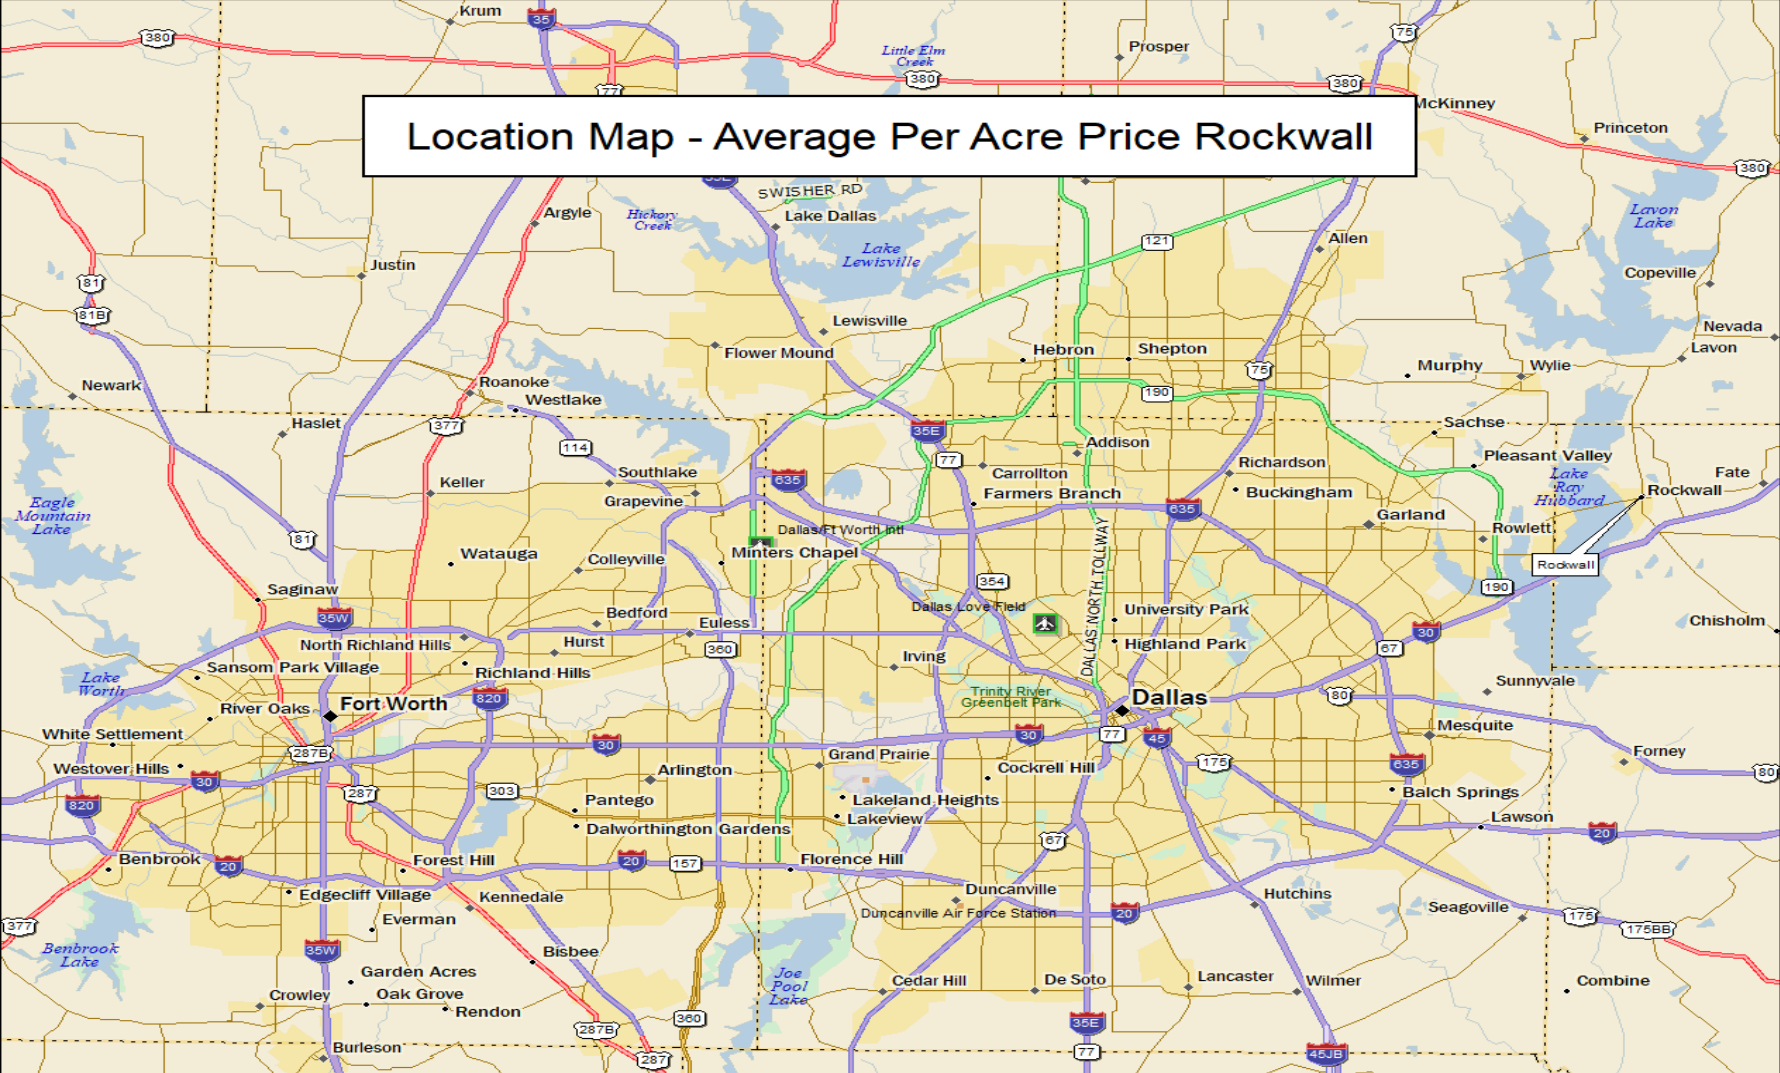 Krum
35
380
Little Elm
Creek
380
Prosper
75
380
McKinney
77
Location Map - Average Per Acre Price Rockwall
Princeton
380
35E
SWISHER RD
Lake Dallas
Argyle
Hickory
Creek
Lake
Lewisville
121
Allen
Lavon
Lake
Justin
81
81B
Copeville
Lewisville
Nevada
Flower Mound
Hebron
Shepton
Lavon
75
Murphy
Wylie
Newark
Roanoke
Westlake
190
Haslet
377
114
35E
Addison
Sachse
77
Pleasant Valley
Southlake
635
Carrollton
Richardson
Lake
Ray
Hubbard
Fate
Keller
Grapevine
Farmers Branch
Buckingham
Rockwall
Eagle
Mountain
Lake
635
Garland
Rowlett
Dallas/Ft Worth Intl
81
Watauga
Colleyville
Minters Chapel
DALLAS NORTH TOLLWAY
Rockwall
Saginaw
354
190
35W
Bedford
Euless
Dallas Love Field
University Park
Chisholm
30
North Richland Hills
Hurst
360
Highland Park
67
Sansom Park Village
Richland Hills
Irving
Lake
Worth
820
Trinity River
Greenbelt Park
Dallas
80
Sunnyvale
River Oaks
Fort Worth
White Settlement
287B
30
Grand Prairie
30
77
45
Mesquite
Forney
Westover Hills
30
Arlington
Cockrell Hill
175
635
80
820
287
303
Pantego
Lakeland Heights
Balch Springs
Dalworthington Gardens
Lakeview
Lawson
20
Benbrook
20
Forest Hill
20
157
Florence Hill
67
Edgecliff Village
Kennedale
Duncanville
Hutchins
Seagoville
377
Everman
Duncanville Air Force Station
20
175
175BB
Benbrook
Lake
35W
Bisbee
Garden Acres
Joe
Pool
Lake
Cedar Hill
De Soto
Lancaster
Wilmer
Combine
Crowley
Oak Grove
Rendon
360
287B
35E
Burleson
287
77
45JB